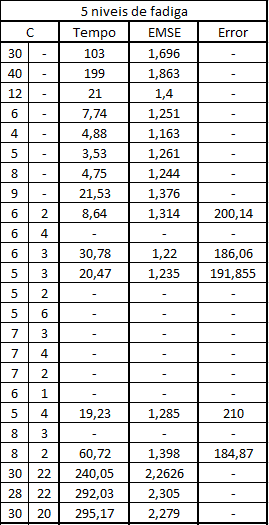 5 niveis de fadiga
C Tempo EMSE Error
30 - 103 1,696 -
40 - 199 1,863 -
12 - 21 1,4 -
6 - 7,74 1,251 -
4 - 4,88 1,163 -
5 - 3,53 1,261 -
8 - 4,75 1,244 -
9 - 21,53 1,376 -
6 2 8,64 1,314 200,14
6 4 - - -
6 3 30,78 1,22 186,06
5 3 20,47 1,235 191,855
5 2 - - -
5 6 - - -
7 3 - - -
7 4 - - -
7 2 - - -
6 1 - - -
5 4 19,23 1,285 210
8 3 - - -
8 2 60,72 1,398 184,87
30 22 240,05 2,2626 -
28 22 292,03 2,305 -
30 20 295,17 2,279 -